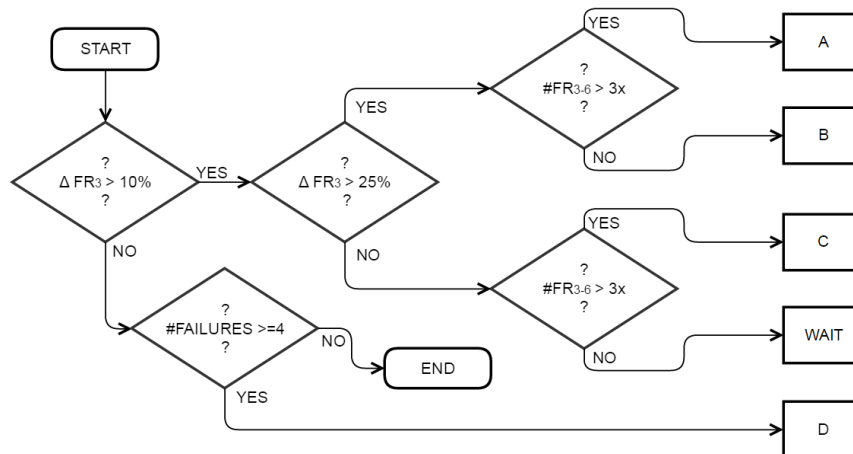 START
?
Δ FR3 > 10%
?
YES
NO
?
Δ FR3 > 25%
?
YES
NO
?
#FR3-6 > 3x
?
YES
NO
A
B
?
#FR3-6 > 3x
?
YES
NO
C
WAIT
?
#FAILURES >=4
?
NO
YES
END
D